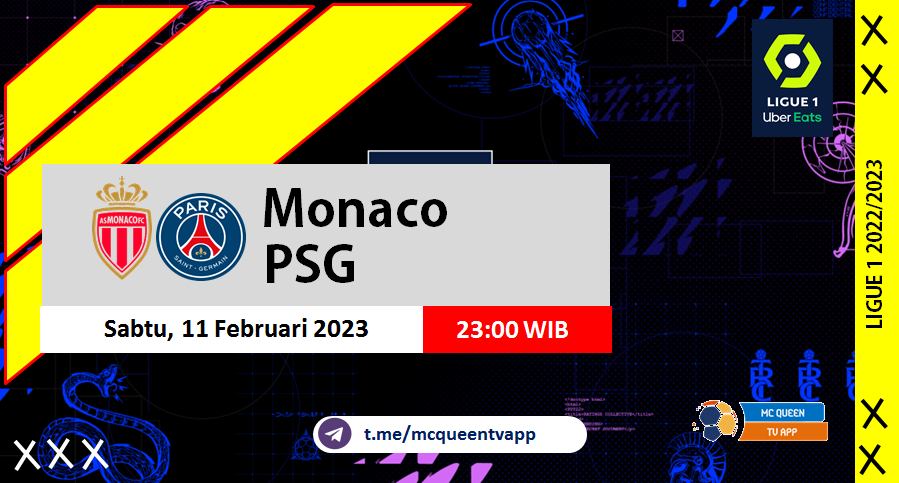 LIGUE 1
Uber Eats
ASMONACOFC
PARIS
SAINT-GERMAIN
Monaco
PSG
Sabtu, 11 Februari 2023
23:00 WIB
LIGUE 1 2022/2023
t.me/mcqueentvapp
MC QUEEN
TV APP